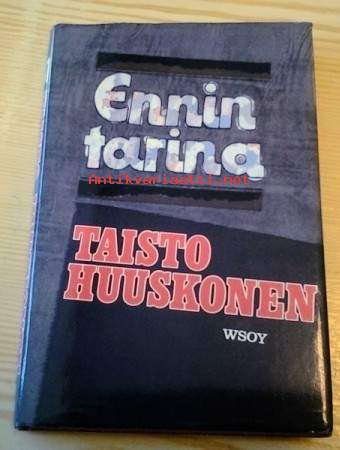 Ennin
tarina
Antikvariaatti.net
TAISTO
HUUSKONEN
WSOY